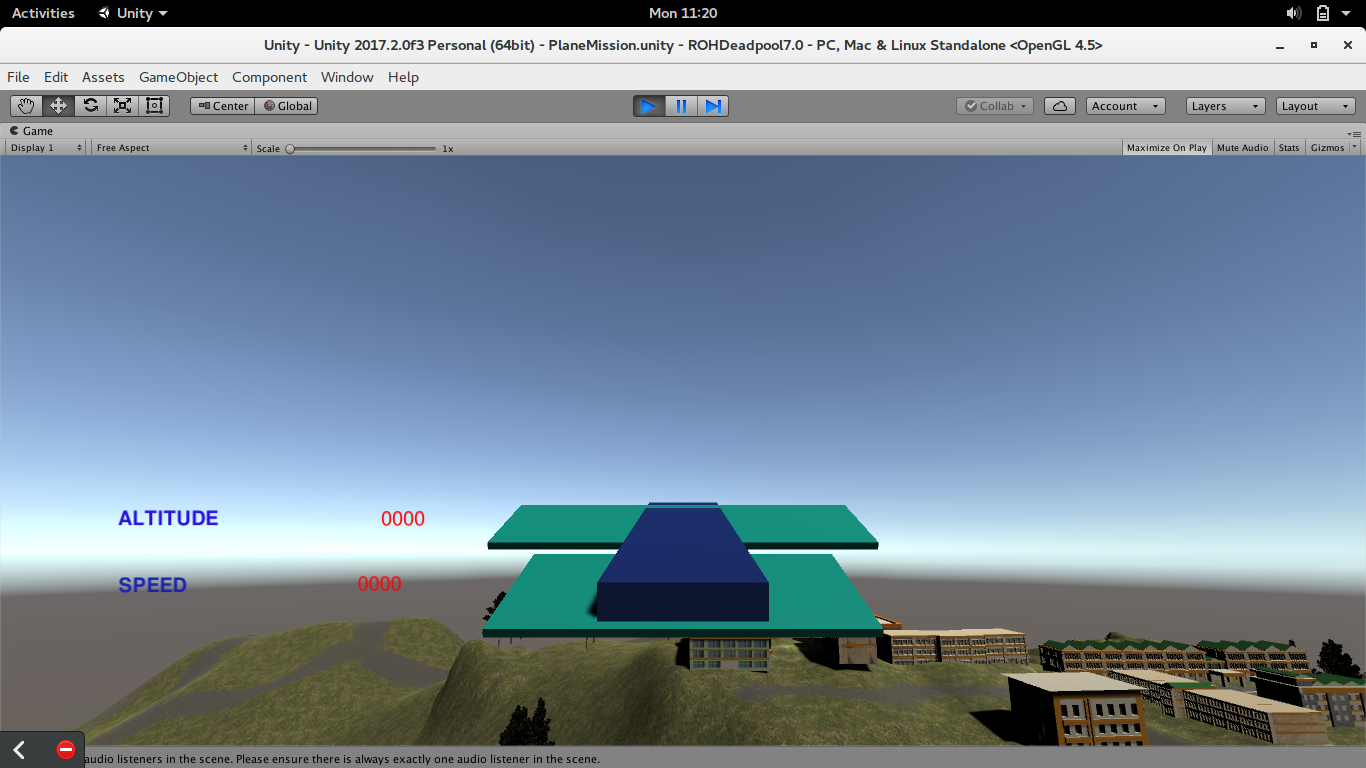 Activities Unity Mon 11:20
Unity - Unity 2017.2.0f3 Personal (64bit) - PlaneMission.unity - ROHDeadpool7.0 - PC, Mac & Linux Standalone <OpenGL 4.5>
File Edit Assets GameObject Component Window Help
Center Global Collab Account Layers Layout
Game
Display 1 Free Aspect Scale 1x Maximize On Play Mute Audio Stats Gizmos
ALTITUDE 0000
SPEED 0000
audio listeners in the scene. Please ensure there is always exactly one audio listener in the scene.